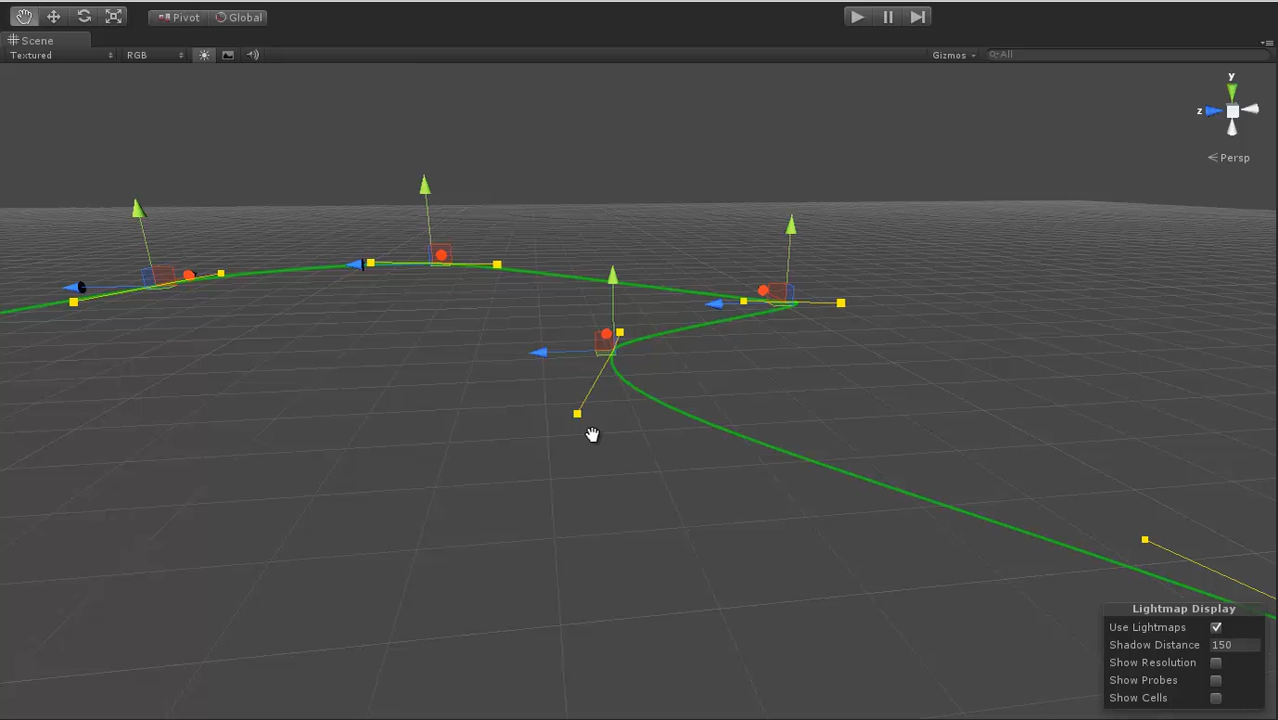 Pivot Global
Scene
Textured RGB Gizmos All
y
z
Persp
Lightmap Display
Use Lightmaps
Shadow Distance 150
Show Resolution
Show Probes
Show Cells